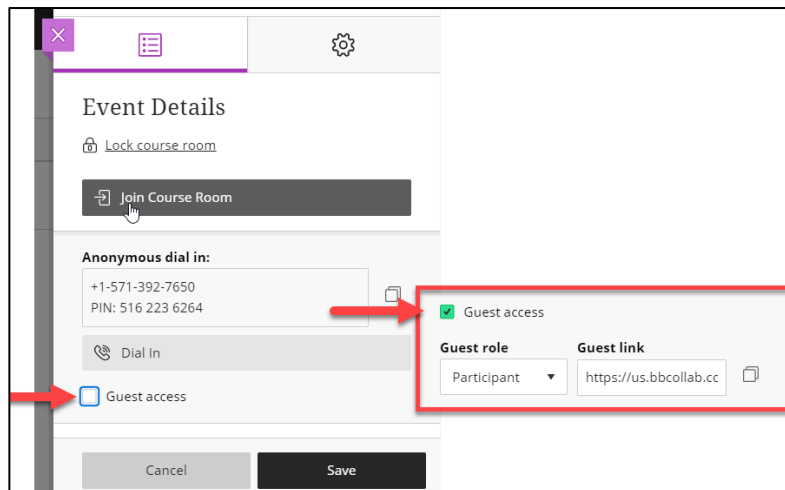 Event Details
Lock course room
Join Course Room
Anonymous dial in:
+1-571-392-7650
PIN: 516 223 6264
Dial In
Guest access
Cancel
Save
Guest access
Guest role
Guest link
Participant
https://us.bbcollab.cc